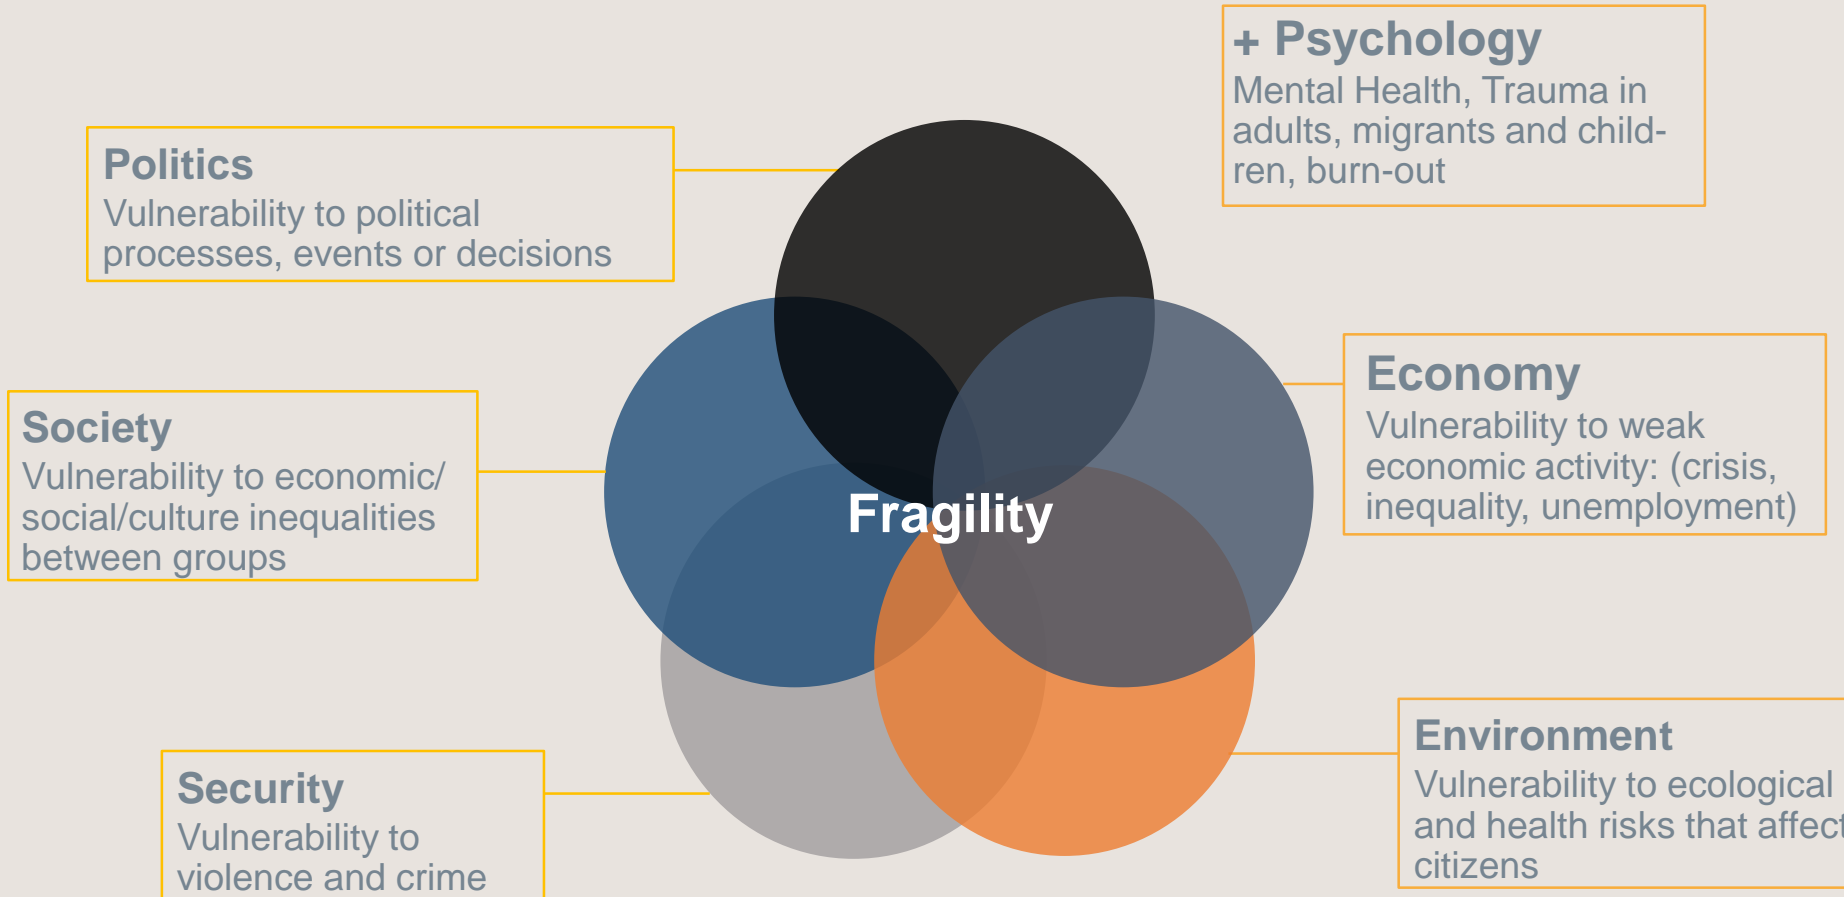 + Psychology
Mental Health, Trauma in
adults, migrants and child-
ren, burn-out
Politics
Vulnerability to political
processes, events or decisions
Economy
Vulnerability to weak
economic activity: (crisis,
inequality, unemployment)
Society
Vulnerability to economic/
social/culture inequalities
between groups
Fragility
Security
Vulnerability to
violence and crime
Environment
Vulnerability to ecological
and health risks that affect
citizens